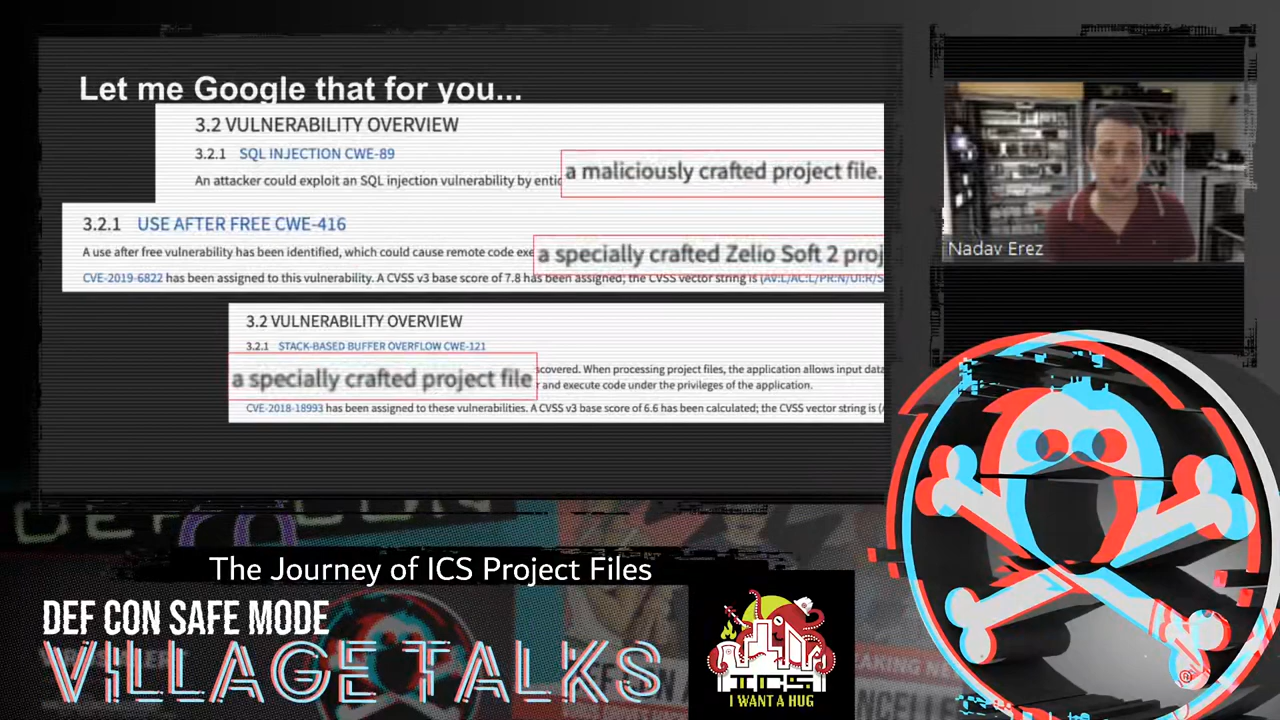 Let me Google that for you...
3.2 VULNERABILITY OVERVIEW
3.2.1 SQL INJECTION CWE-89
An attacker could exploit an SQL injection vulnerability by entic
a maliciously crafted project file.
3.2.1 USE AFTER FREE CWE-416
A use after free vulnerability has been identified, which could cause remote code exe
a specially crafted Zelio Soft 2 proj
CVE-2019-6822 has been assigned to this vulnerability. A CVSS v3 base score of 7.8 has been assigned; the CVSS vector string is (AV:L/AC:L/PR:N/UI:R/S
3.2 VULNERABILITY OVERVIEW
3.2.1 STACK-BASED BUFFER OVERFLOW CWE-121
scovered. When processing project files, the application allows input data
a specially crafted project file
r and execute code under the privileges of the application.
CVE-2018-18993 has been assigned to these vulnerabilities. A CVSS v3 base score of 6.6 has been calculated; the CVSS vector string is (
Nadav Erez
DEF CON
The Journey of ICS Project Files
DEF CON SAFE MODE
VILLAGE TALKS
ICS
I WANT A HUG